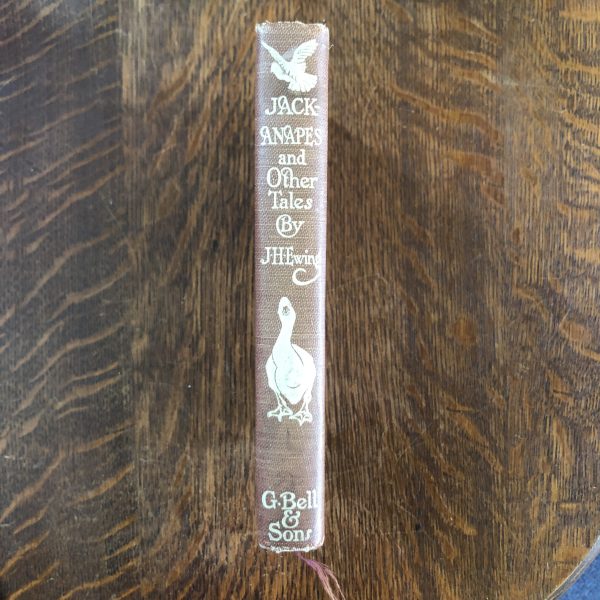 JACK-
ANAPES
and
Other
Tales
By
J.H.Ewing
G. Bell
&
Sons